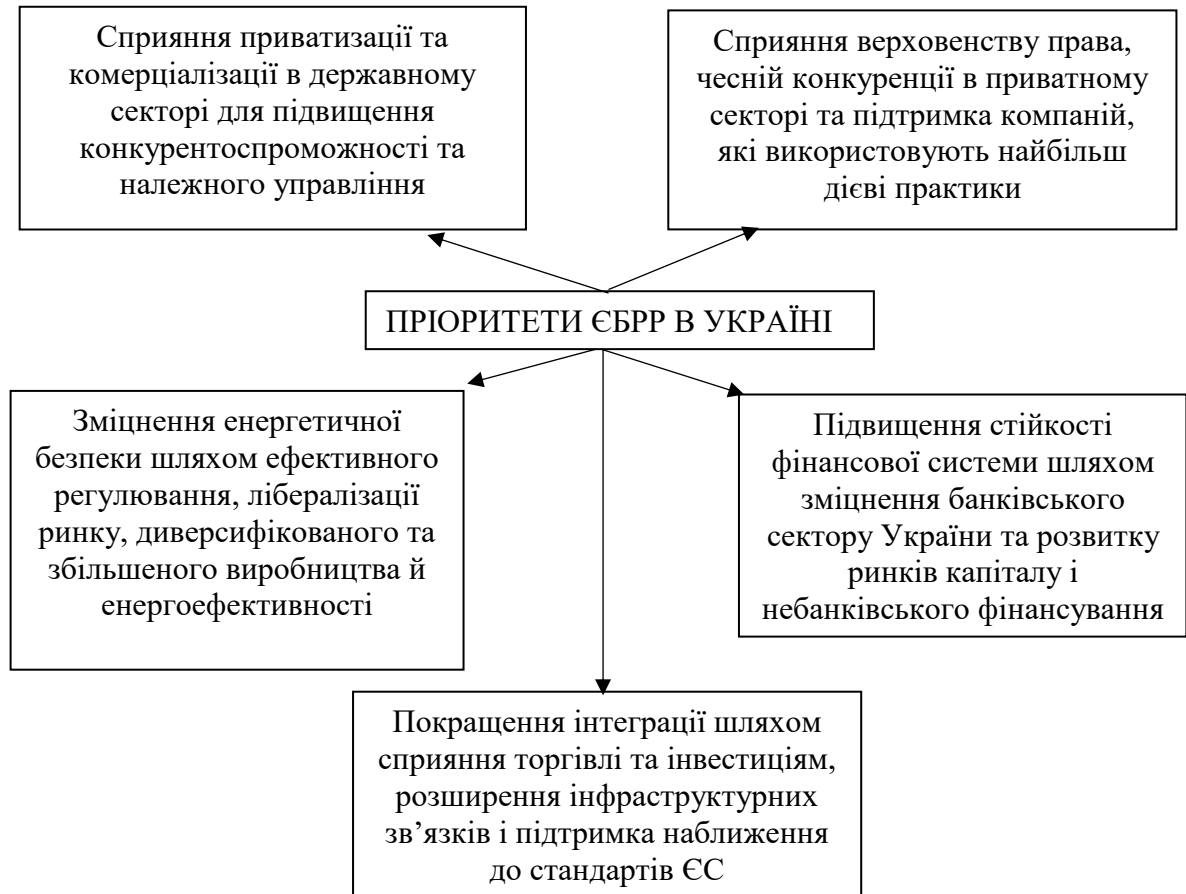 Сприяння приватизації та
комерціалізації в державному
секторі для підвищення
конкурентоспроможності та
належного управління
Сприяння верховенству права,
чесній конкуренції в приватному
секторі та підтримка компаній,
які використовують найбільш
дієві практики
ПРІОРИТЕТИ ЄБРР В УКРАЇНІ
Зміцнення енергетичної
безпеки шляхом ефективного
регулювання, лібералізації
ринку, диверсифікованого та
збільшеного виробництва й
енергоефективності
Підвищення стійкості
фінансової системи шляхом
зміцнення банківського
сектору України та розвитку
ринків капіталу і
небанківського фінансування
Покращення інтеграції шляхом
сприяння торгівлі та інвестиціям,
розширення інфраструктурних
зв’язків і підтримка наближення
до стандартів ЄС